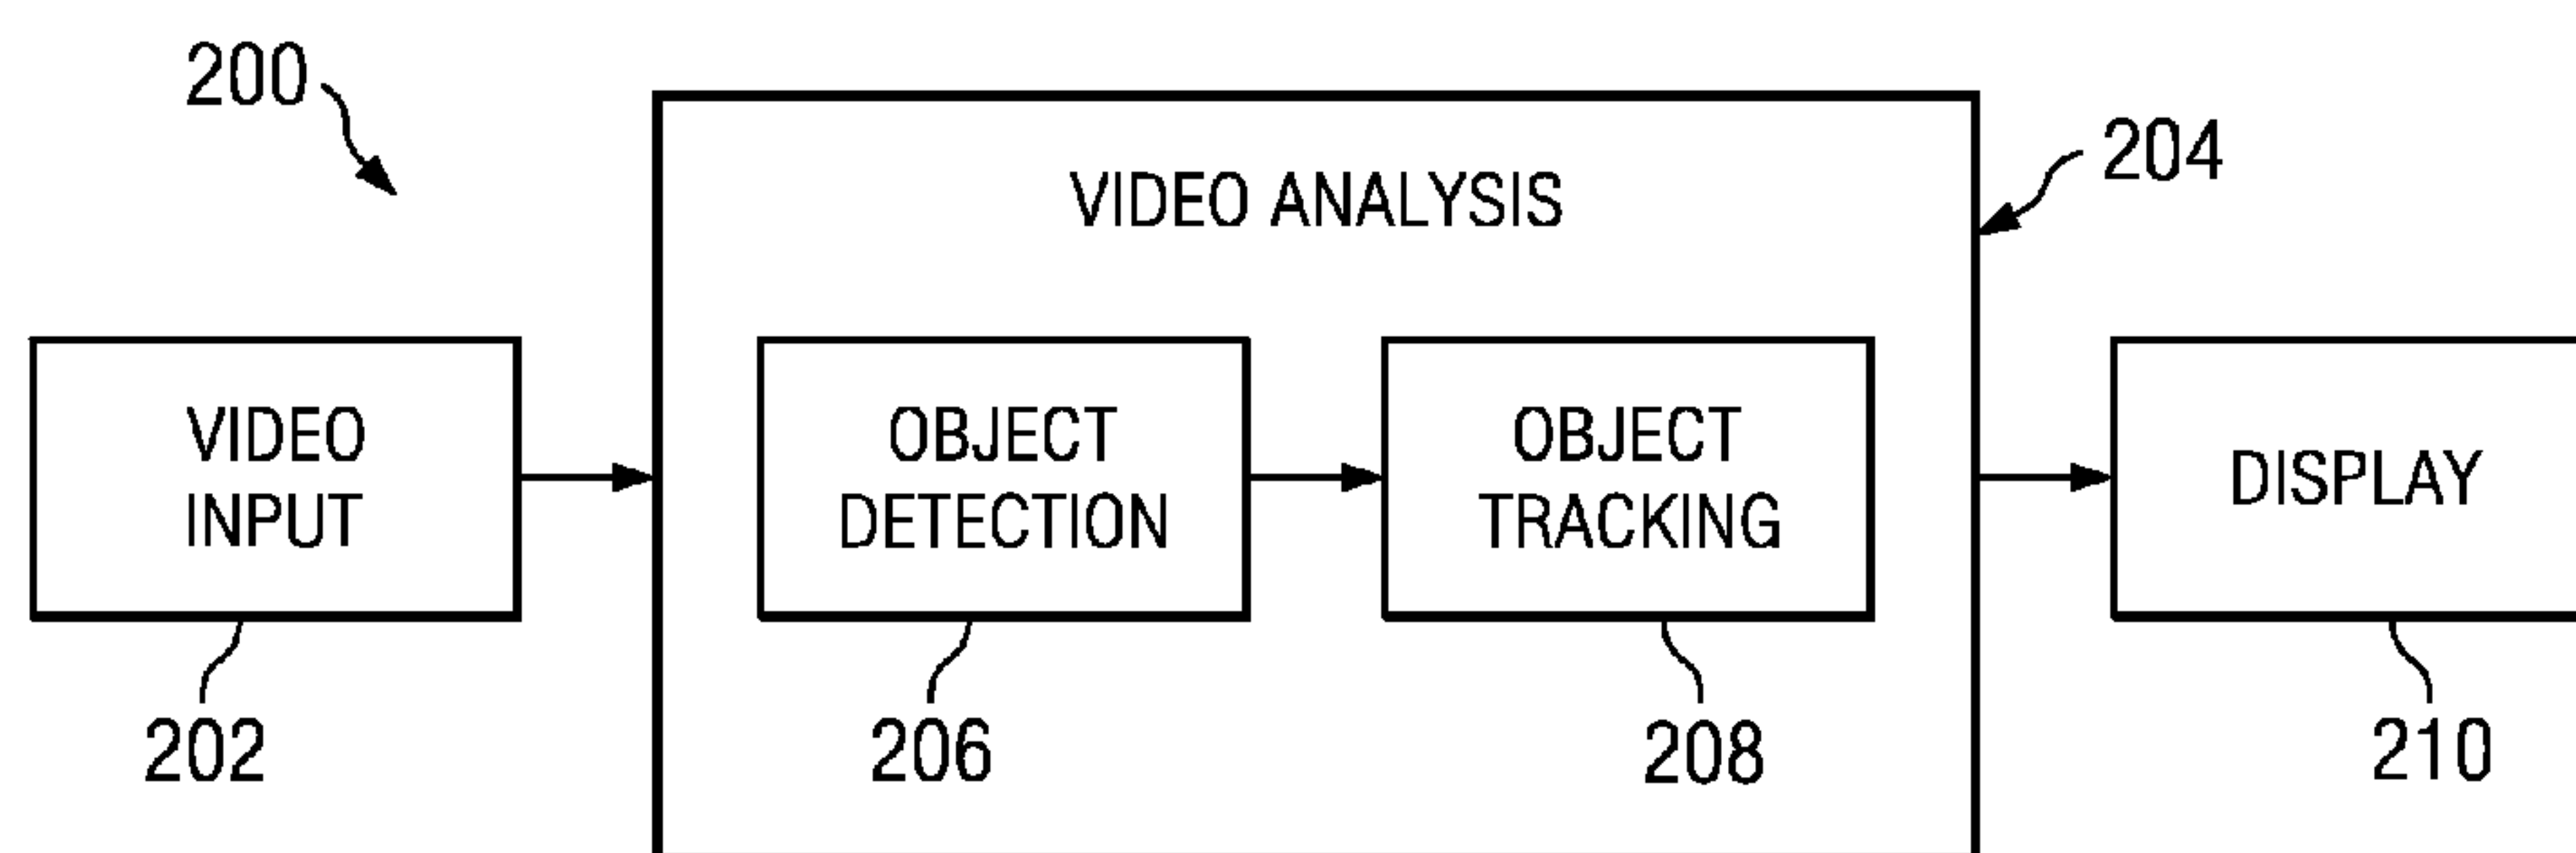 200
204
VIDEO ANALYSIS
VIDEO
INPUT
OBJECT
DETECTION
OBJECT
TRACKING
DISPLAY
202
206
208
210